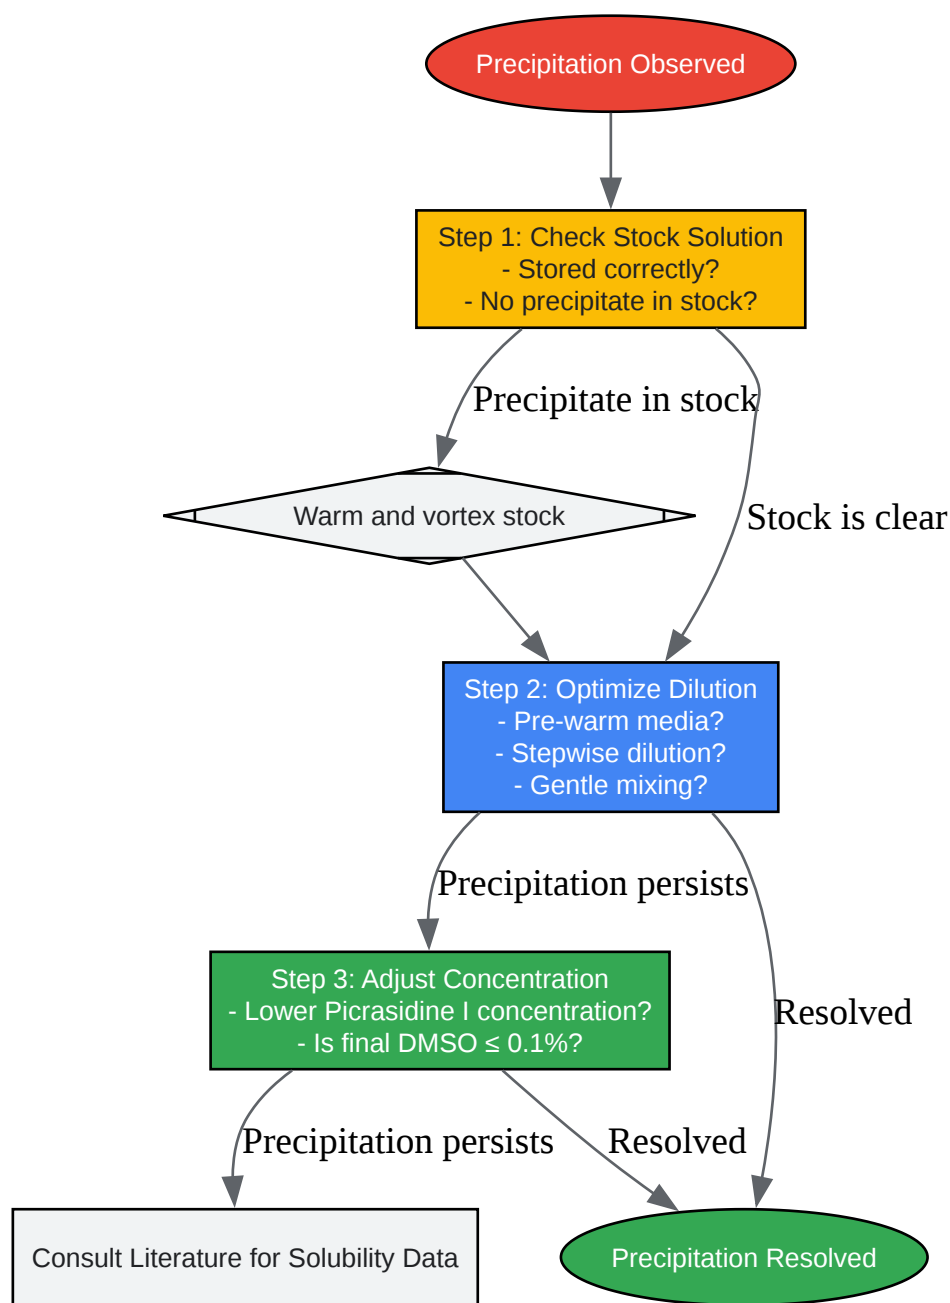 Precipitation Observed
Step 1: Check Stock Solution
- Stored correctly?
- No precipitate in stock?
Precipitate in stock
Warm and vortex stock
Stock is clear
Step 2: Optimize Dilution
- Pre-warm media?
- Stepwise dilution?
- Gentle mixing?
Precipitation persists
Step 3: Adjust Concentration
- Lower Picrasidine I concentration?
- Is final DMSO ≤ 0.1%?
Resolved
Precipitation persists
Resolved
Consult Literature for Solubility Data
Precipitation Resolved